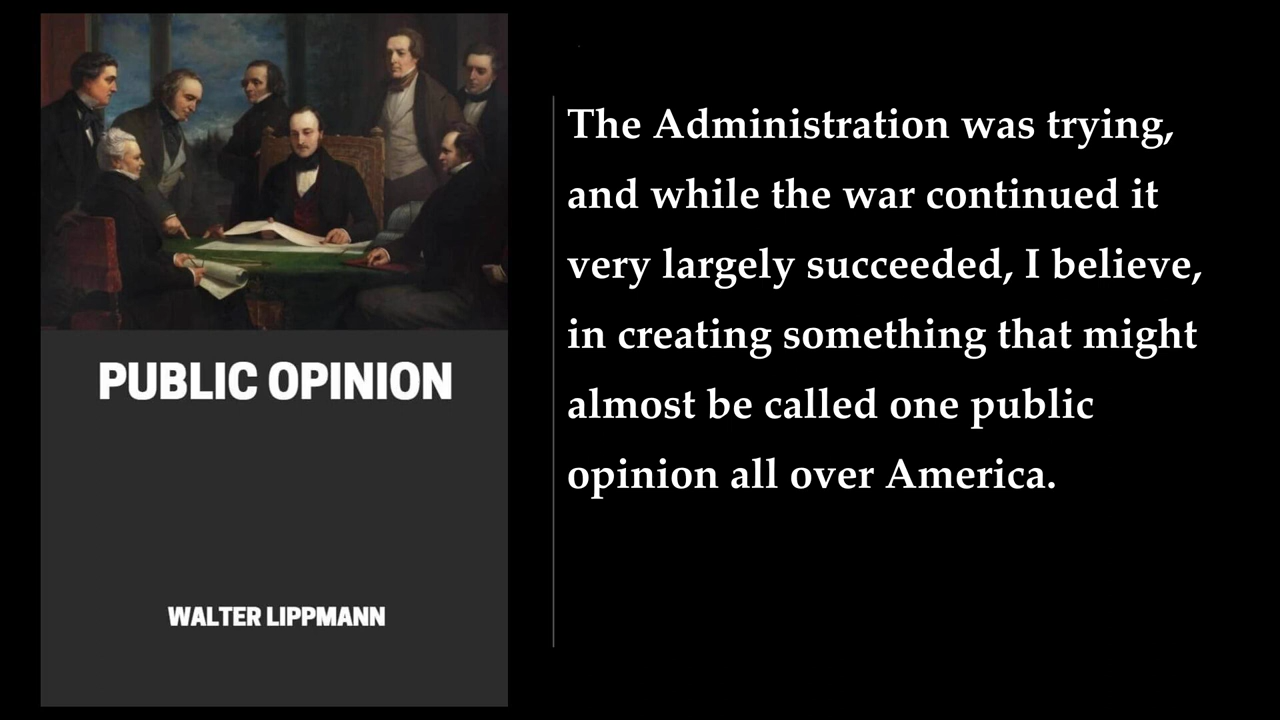 PUBLIC OPINION
WALTER LIPPMANN
The Administration was trying,
and while the war continued it
very largely succeeded, I believe,
in creating something that might
almost be called one public
opinion all over America.